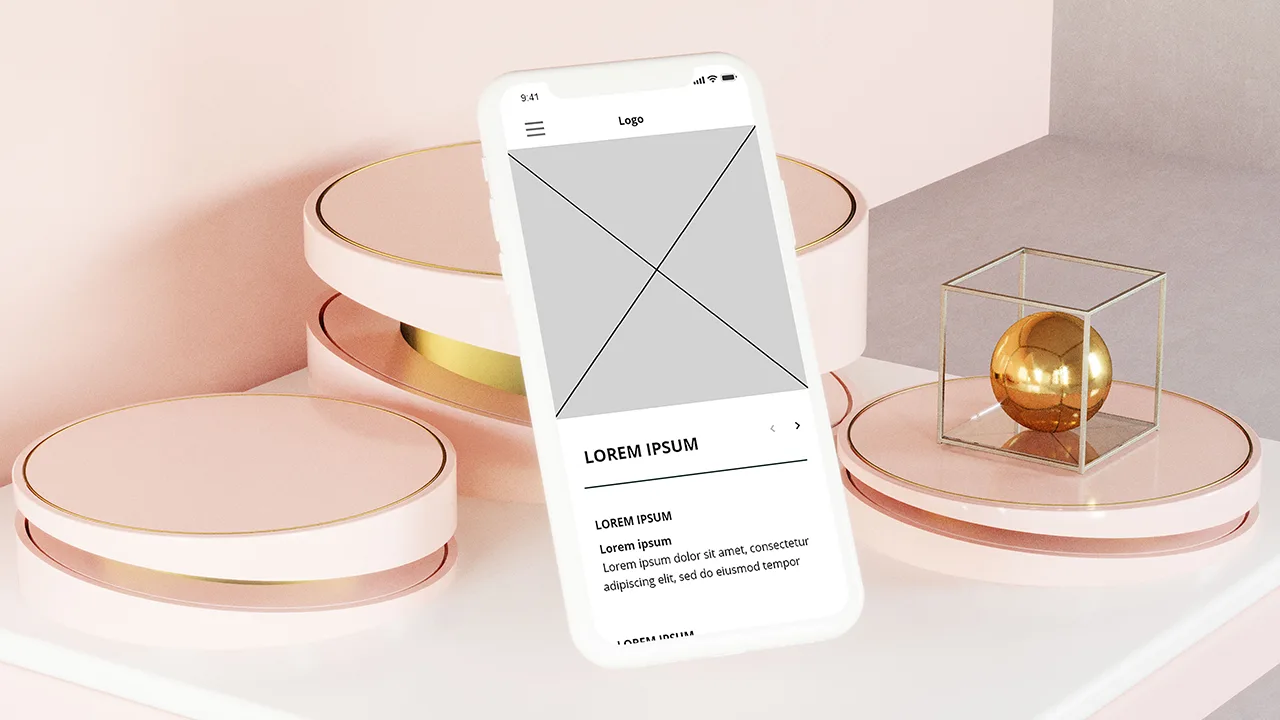 9:41
Logo
LOREM IPSUM
LOREM IPSUM
Lorem ipsum
Lorem ipsum dolor sit amet, consectetur
adipiscing elit, sed do eiusmod tempor
LOREM IPSUM